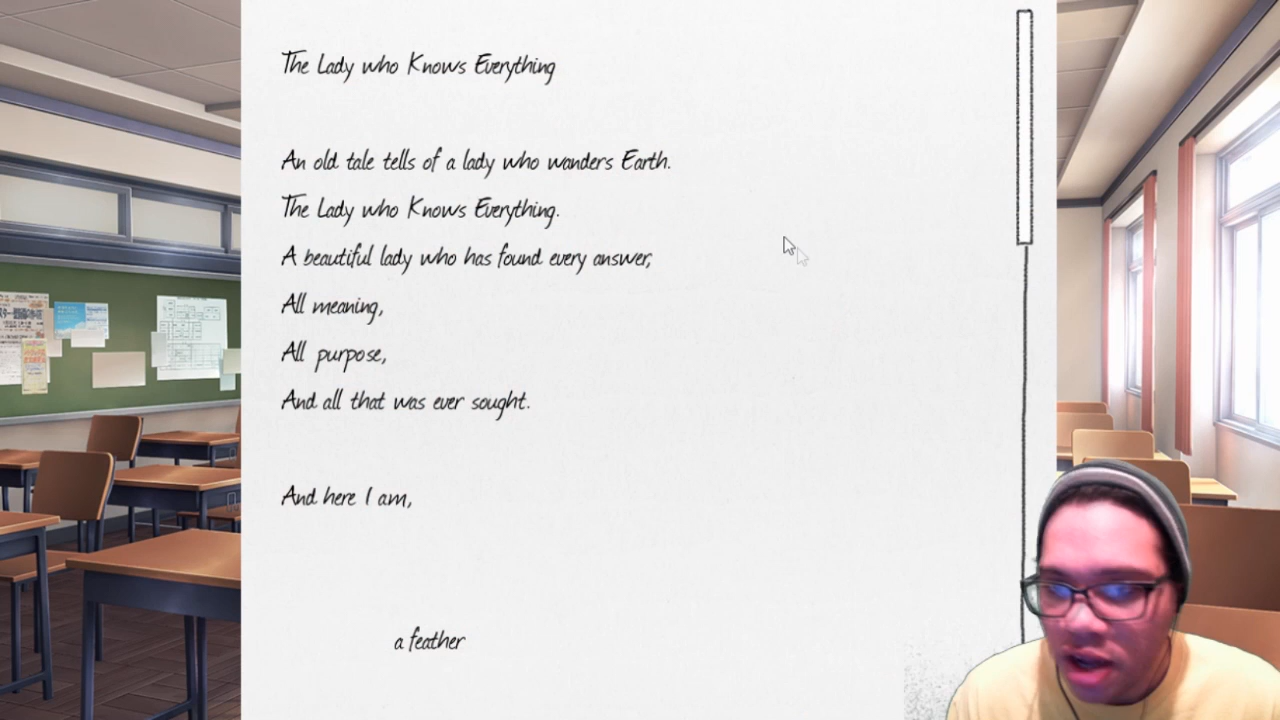 The Lady who Knows Everything
An old tale tells of a lady who wanders Earth.
The Lady who Knows Everything.
A beautiful lady who has found every answer,
All meaning,
All purpose,
And all that was ever sought.
And here I am,
a feather